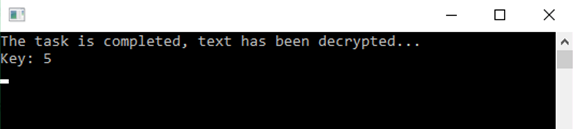 The task is completed, text has been decrypted...
Key: 5